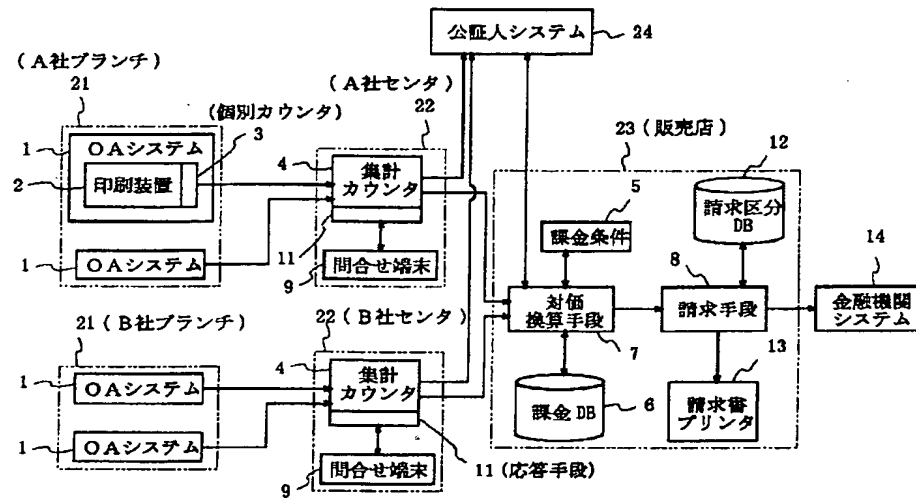 公証人システム
24
(A社ブランチ)
21
(A社センタ)
22
(個別カウンタ)
3
1
OAシステム
2
印刷装置
4
集計
カウンタ
11
9
問合せ端末
1
OAシステム
23(販売店)
12
請求区分
DB
5
課金条件
8
14
対価
換算手段
7
請求手段
金融機関
システム
13
課金DB
6
請求書
プリンタ
21(B社ブランチ)
22(B社センタ)
1
OAシステム
4
集計
カウンタ
1
OAシステム
9
問合せ端末
11(応答手段)